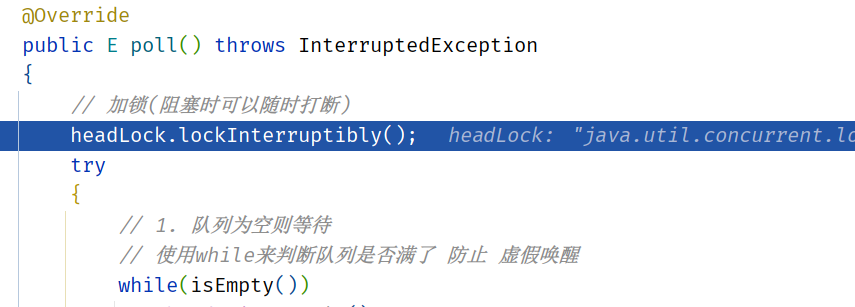 @Override
public E poll() throws InterruptedException
{
// 加锁(阻塞时可以随时打断)
headLock.lockInterruptibly(); headLock: "java.util.concurrent.lo
try
{
// 1. 队列为空则等待
// 使用while来判断队列是否满了 防止 虚假唤醒
while(isEmpty())